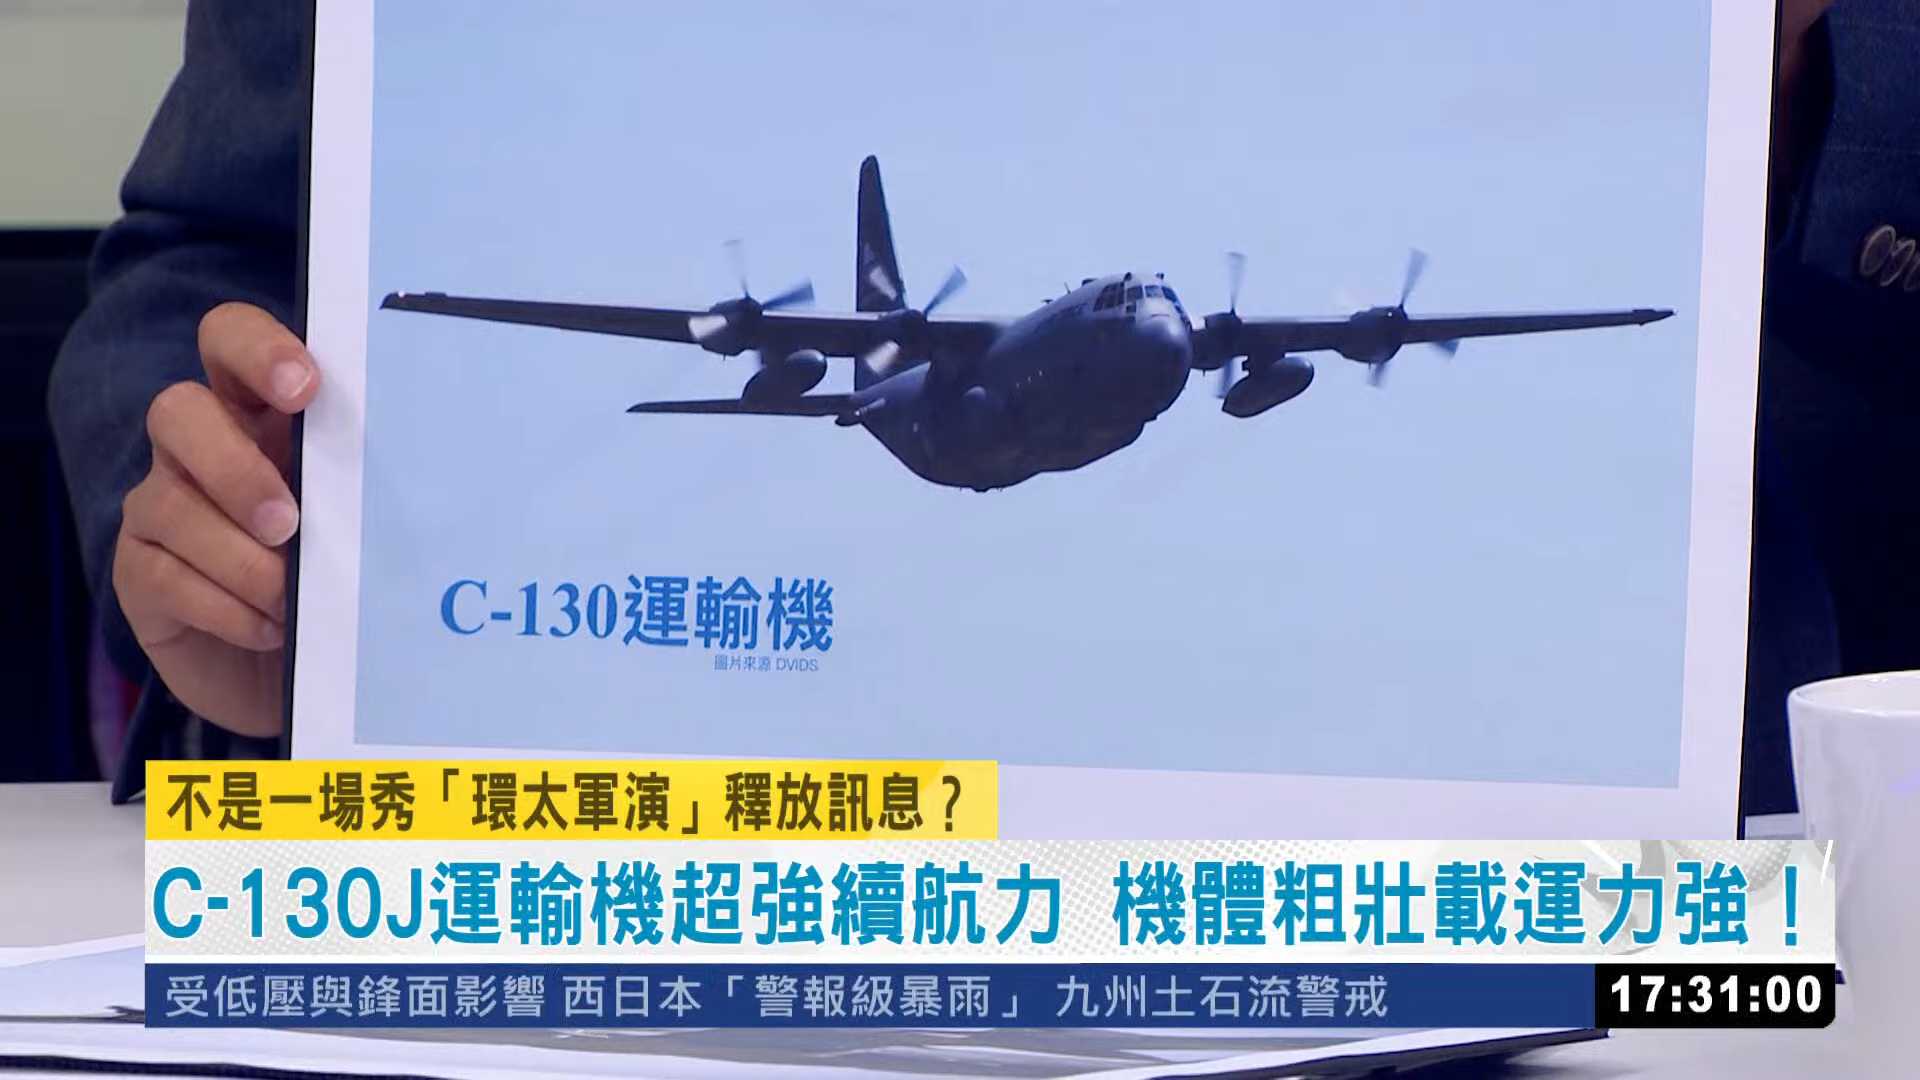 C-130運輸機
圖片來源 DVIDS
不是一場秀「環太軍演」釋放訊息？
C-130J運輸機超強續航力 機體粗壯載運力強！
受低壓與鋒面影響 西日本「警報級暴雨」 九州土石流警戒
17:31:00